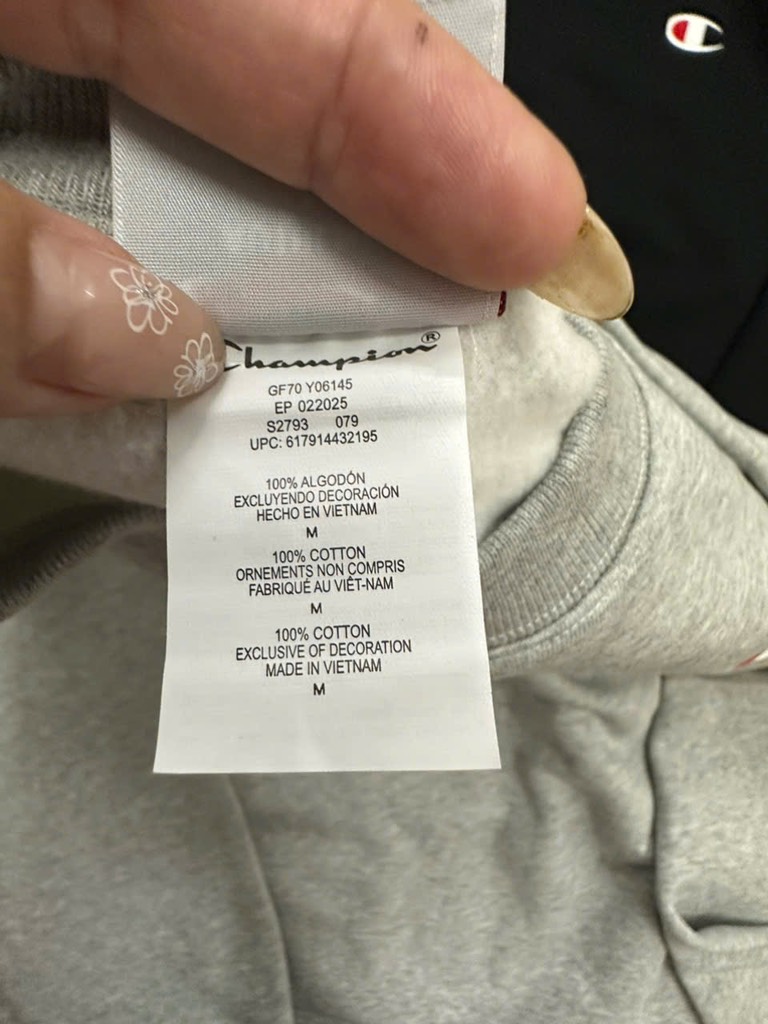 Champion®
GF70 Y06145
EP 022025
S2793 079
UPC: 617914432195
100% ALGODÓN
EXCLUYENDO DECORACIÓN
HECHO EN VIETNAM
M
100% COTTON
ORNEMENTS NON COMPRIS
FABRIQUÉ AU VIÊT-NAM
M
100% COTTON
EXCLUSIVE OF DECORATION
MADE IN VIETNAM
M